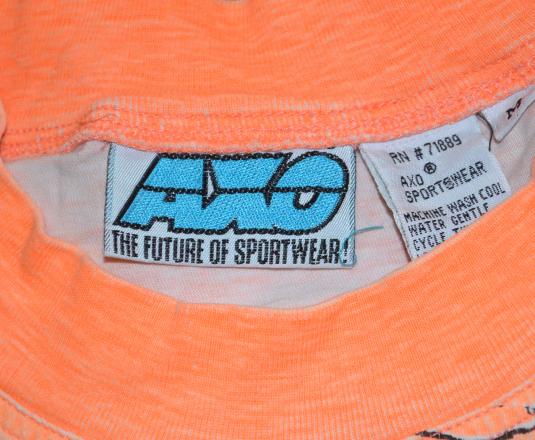 AXO
THE FUTURE OF SPORTWEAR!
RN # 71889
AXO ®
SPORTSWEAR
MACHINE WASH COOL
WATER GENTLE
CYCLE
M